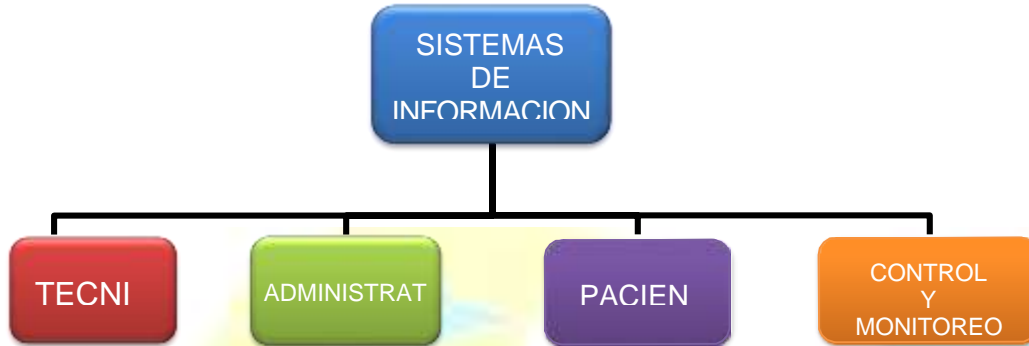 SISTEMAS
DE
INFORMACION
TECNI
ADMINISTRAT
PACIEN
CONTROL
Y
MONITOREO